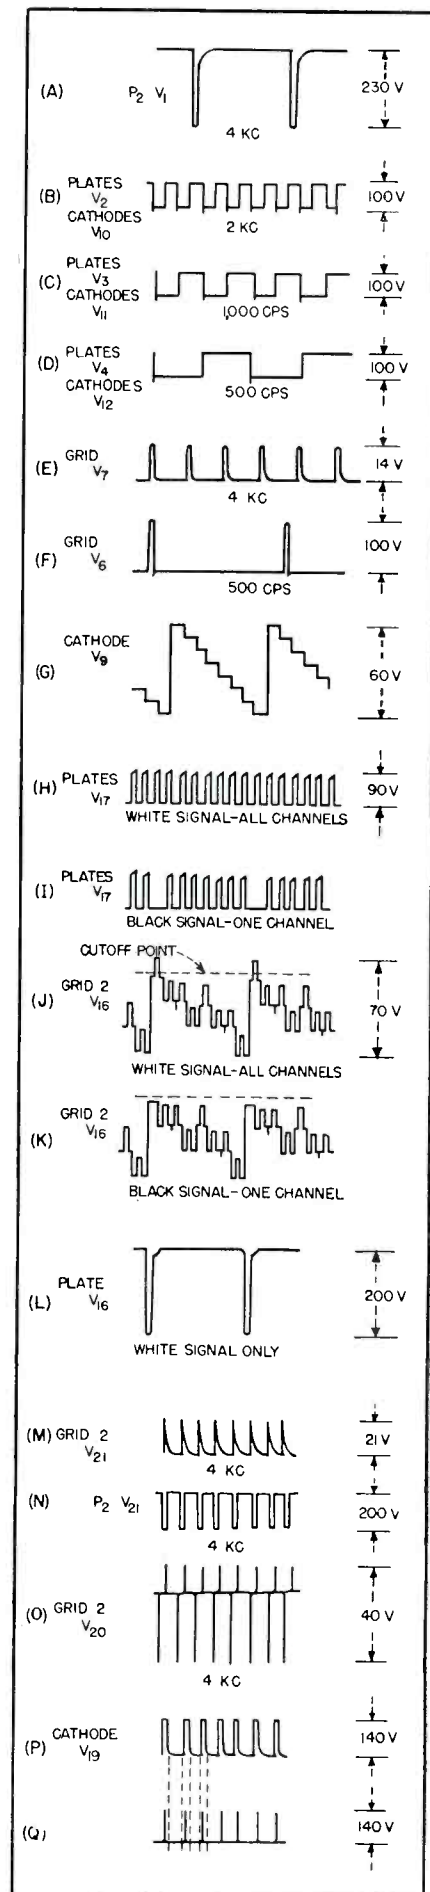 (A) P₂ V₁ 230 V
4 KC
(B) PLATES V₂ CATHODES V₁₀ 100 V
2 KC
(C) PLATES V₃ CATHODES V₁₁ 100 V
1,000 CPS
(D) PLATES V₄ CATHODES V₁₂ 100 V
500 CPS
(E) GRID V₇ 14 V
4 KC
(F) GRID V₆ 100 V
500 CPS
(G) CATHODE V₉ 60 V
(H) PLATES V₁₇ 90 V
WHITE SIGNAL-ALL CHANNELS
(I) PLATES V₁₇
BLACK SIGNAL-ONE CHANNEL
CUTOFF POINT
(J) GRID 2 V₁₆ 70 V
WHITE SIGNAL-ALL CHANNELS
(K) GRID 2 V₁₆
BLACK SIGNAL-ONE CHANNEL
(L) PLATE V₁₆ 200 V
WHITE SIGNAL ONLY
(M) GRID 2 V₂₁ 21 V
4 KC
(N) P₂ V₂₁ 200 V
4 KC
(O) GRID 2 V₂₀ 40 V
4 KC
(P) CATHODE V₁₉ 140 V
(Q) 140 V